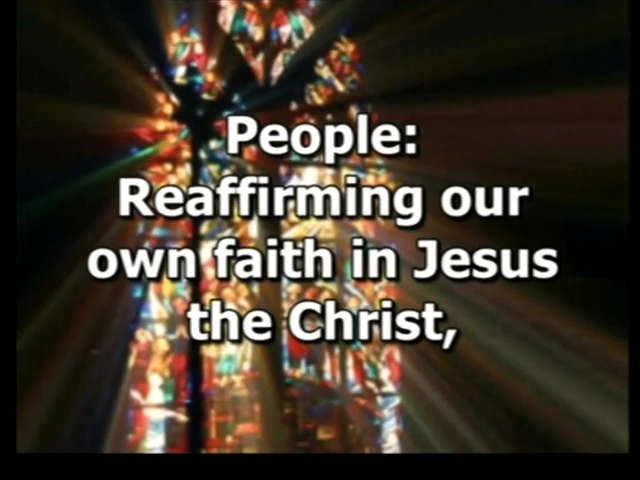 People:
Reaffirming our
own faith in Jesus
the Christ,